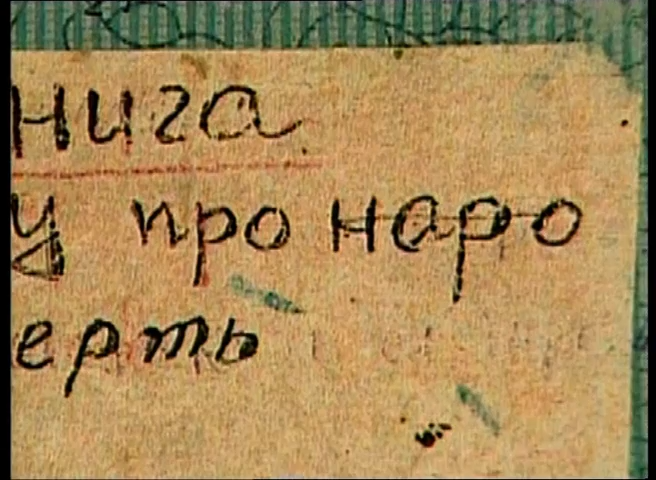 нига
у про наро
ерть